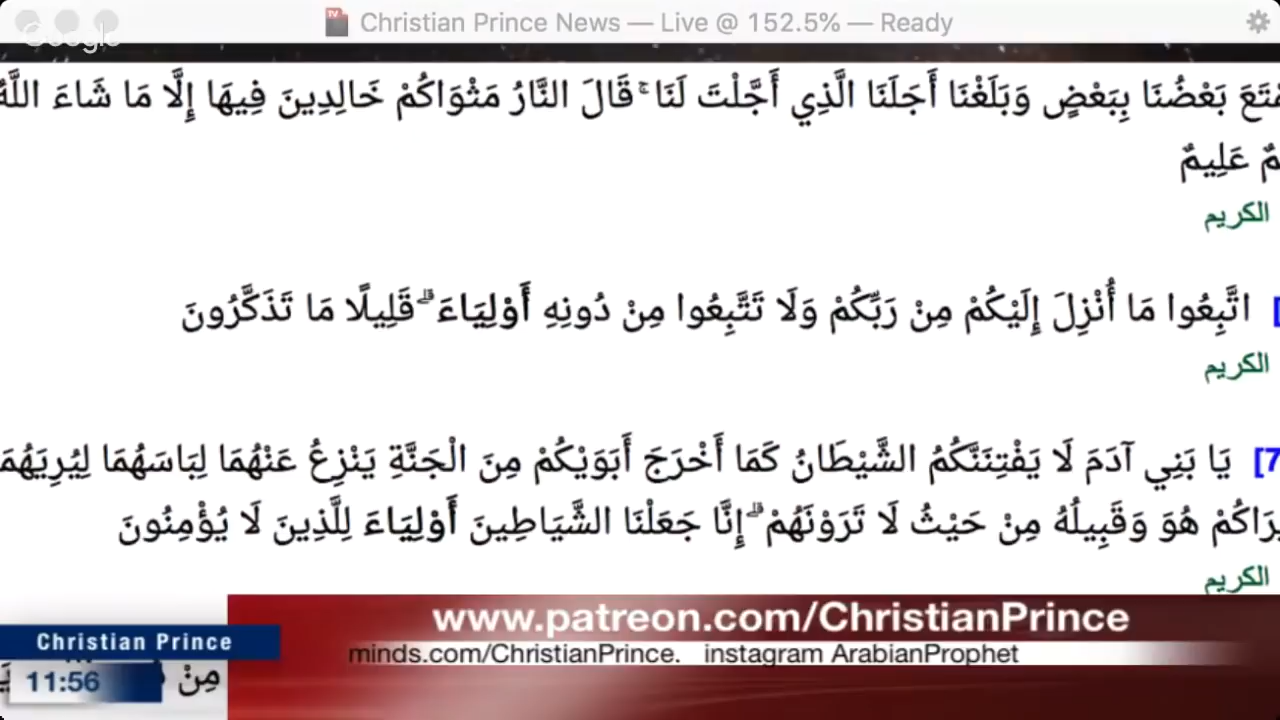 Christian Prince News — Live @ 152.5% — Ready
Google
بَعْضُنَا بِبَعْضٍ وَبَلَغْنَا أَجَلَنَا الَّذِي أَجَّلْتَ لَنَا ۚ قَالَ النَّارُ مَثْوَاكُمْ خَالِدِينَ فِيهَا إِلَّا مَا شَاءَ اللَّهُ
عَلِيمٌ
الكريم
اتَّبِعُوا مَا أُنْزِلَ إِلَيْكُمْ مِنْ رَبِّكُمْ وَلَا تَتَّبِعُوا مِنْ دُونِهِ أَوْلِيَاءَ ۗ قَلِيلًا مَا تَذَكَّرُونَ
الكريم
[7 يَا بَنِي آدَمَ لَا يَفْتِنَنَّكُمُ الشَّيْطَانُ كَمَا أَخْرَجَ أَبَوَيْكُمْ مِنَ الْجَنَّةِ يَنْزِعُ عَنْهُمَا لِبَاسَهُمَا لِيُرِيَهُمَا
يَرَاكُمْ هُوَ وَقَبِيلُهُ مِنْ حَيْثُ لَا تَرَوْنَهُمْ ۗ إِنَّا جَعَلْنَا الشَّيَاطِينَ أَوْلِيَاءَ لِلَّذِينَ لَا يُؤْمِنُونَ
الكريم
www.patreon.com/ChristianPrince
Christian Prince
minds.com/ChristianPrince. instagram ArabianProphet
11:56
مِنْ